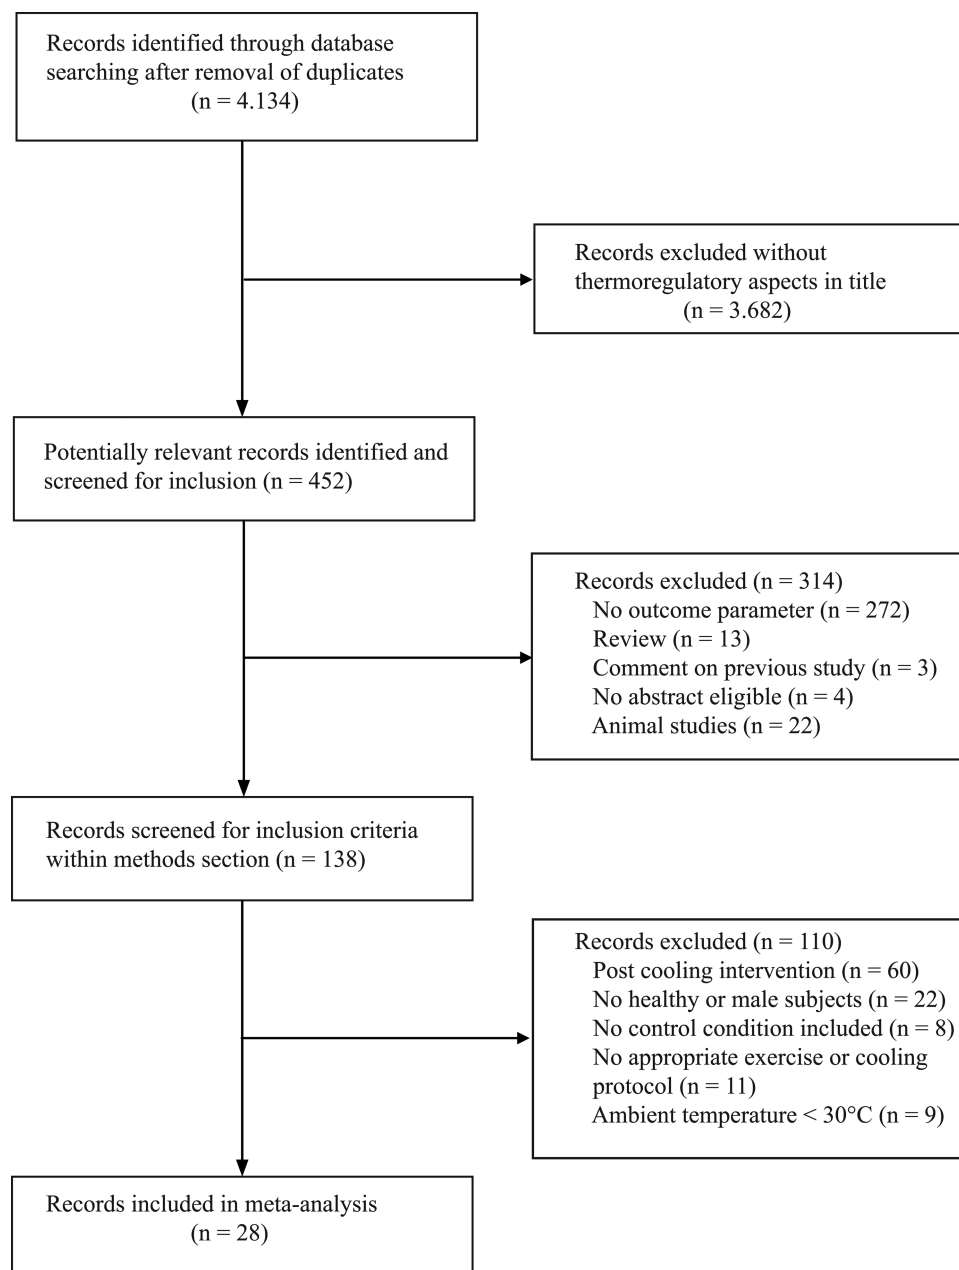 Records identified through database
searching after removal of duplicates
(n = 4.134)
Records excluded without
thermoregulatory aspects in title
(n = 3.682)
Potentially relevant records identified and
screened for inclusion (n = 452)
Records excluded (n = 314)
No outcome parameter (n = 272)
Review (n = 13)
Comment on previous study (n = 3)
No abstract eligible (n = 4)
Animal studies (n = 22)
Records screened for inclusion criteria
within methods section (n = 138)
Records excluded (n = 110)
Post cooling intervention (n = 60)
No healthy or male subjects (n = 22)
No control condition included (n = 8)
No appropriate exercise or cooling
protocol (n = 11)
Ambient temperature < 30°C (n = 9)
Records included in meta-analysis
(n = 28)